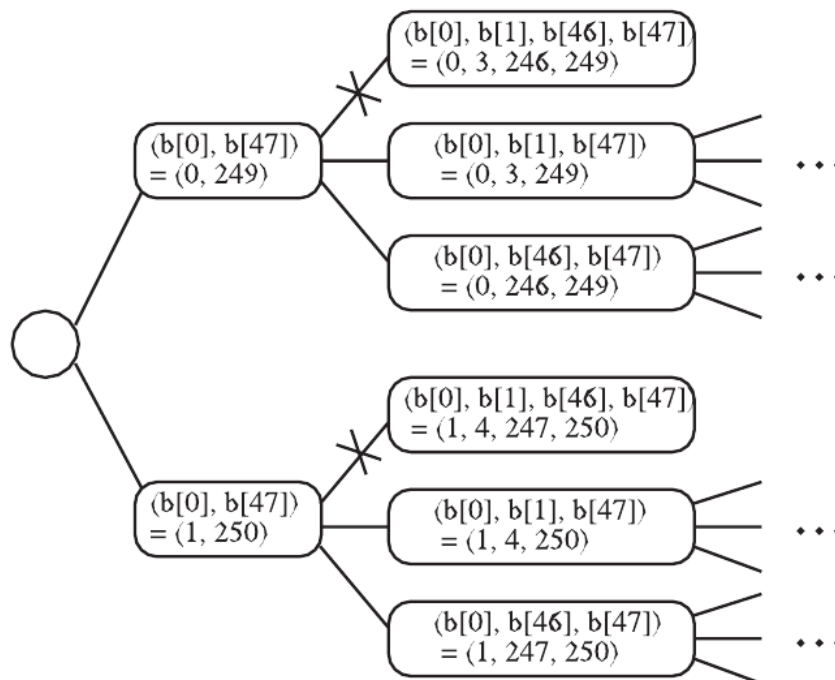 (b[0], b[1], b[46], b[47])
= (0, 3, 246, 249)
(b[0], b[47])
= (0, 249)
(b[0], b[1], b[47])
= (0, 3, 249)
...
(b[0], b[46], b[47])
= (0, 246, 249)
...
(b[0], b[1], b[46], b[47])
= (1, 4, 247, 250)
(b[0], b[47])
= (1, 250)
(b[0], b[1], b[47])
= (1, 4, 250)
...
(b[0], b[46], b[47])
= (1, 247, 250)
...